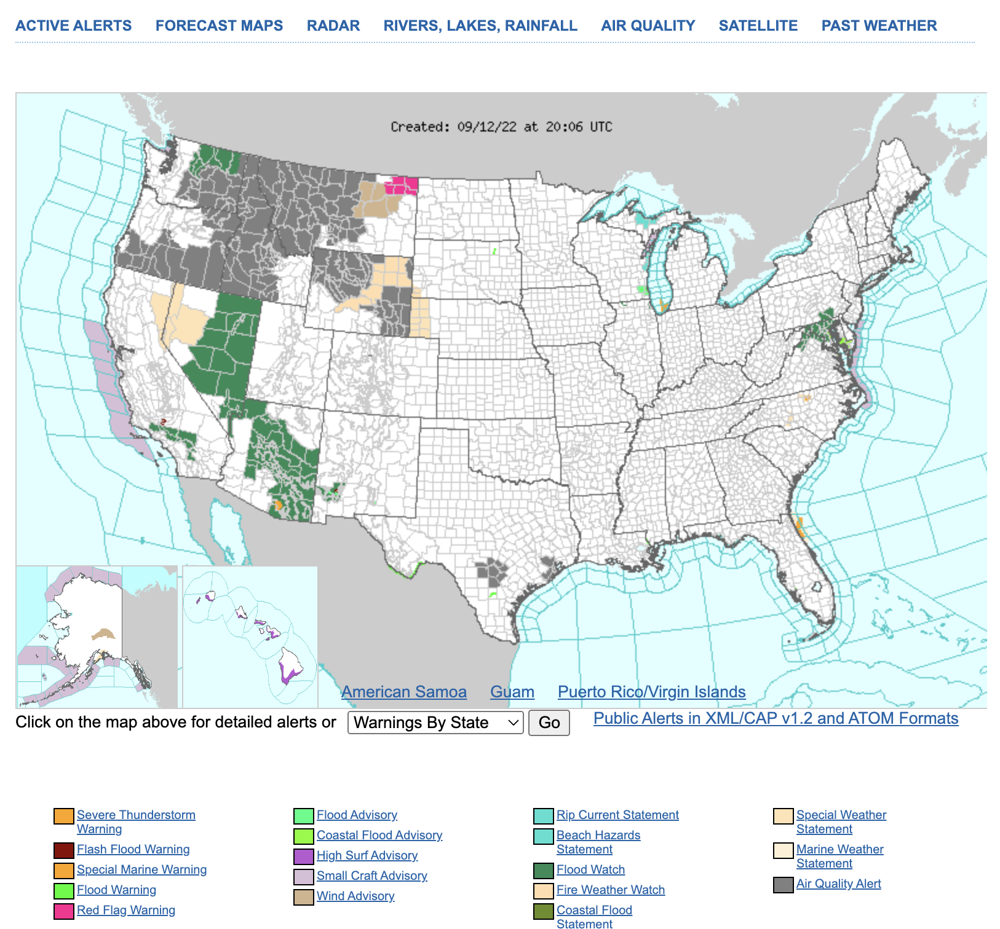 ACTIVE ALERTS FORECAST MAPS RADAR RIVERS, LAKES, RAINFALL AIR QUALITY SATELLITE PAST WEATHER
Created: 09/12/22 at 20:06 UTC
American Samoa Guam Puerto Rico/Virgin Islands
Click on the map above for detailed alerts or Warnings By State Go Public Alerts in XML/CAP v1.2 and ATOM Formats
Severe Thunderstorm
Warning
Flash Flood Warning
Special Marine Warning
Flood Warning
Red Flag Warning
Flood Advisory
Coastal Flood Advisory
High Surf Advisory
Small Craft Advisory
Wind Advisory
Rip Current Statement
Beach Hazards
Statement
Flood Watch
Fire Weather Watch
Coastal Flood
Statement
Special Weather
Statement
Marine Weather
Statement
Air Quality Alert